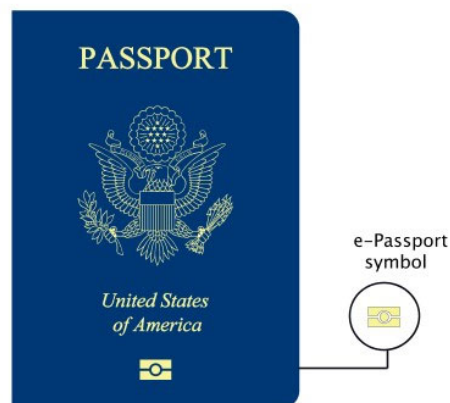 PASSPORT
United States
of America
e-Passport
symbol